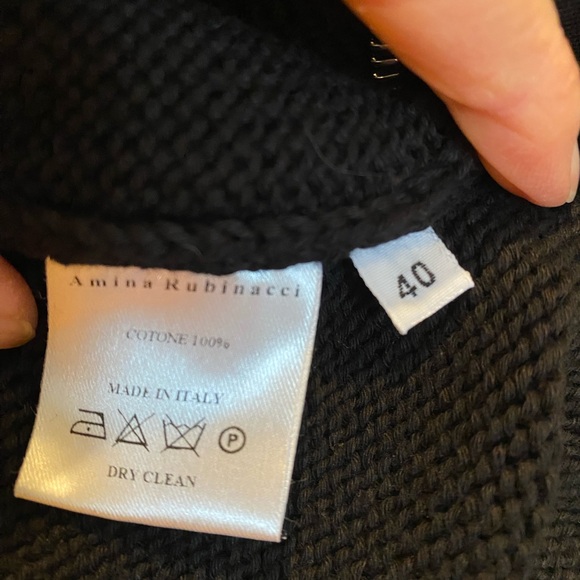 Amina Rubinacci
40
COTONE 100%
MADE IN ITALY
P
DRY CLEAN